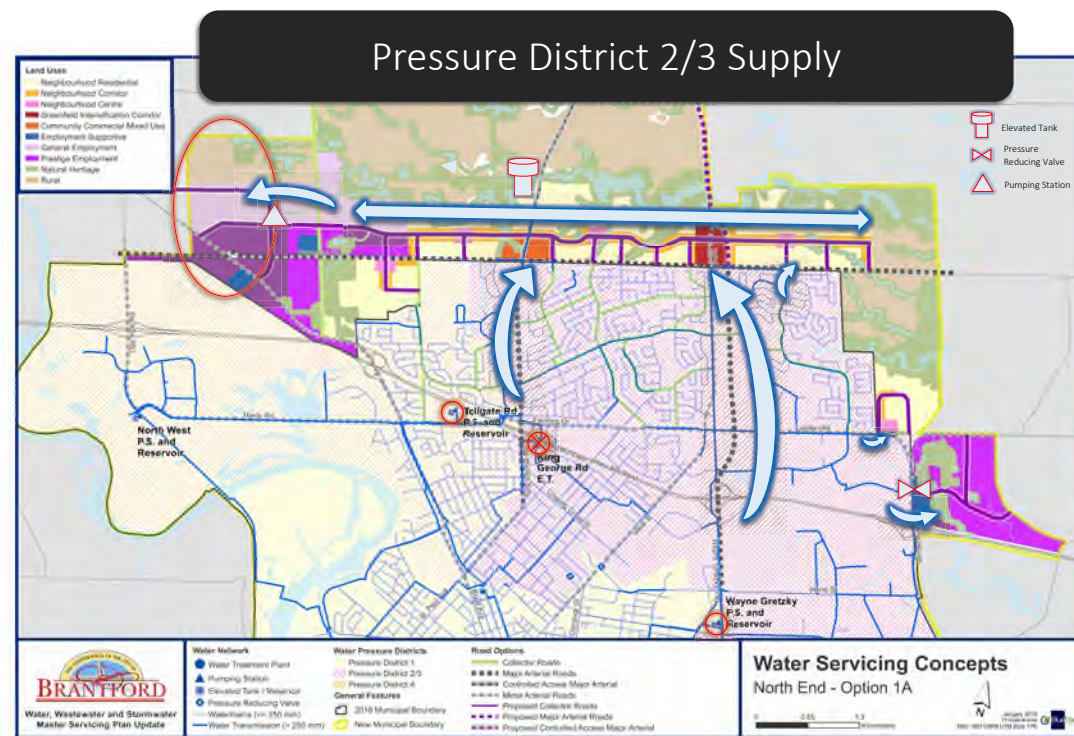 Pressure District 2/3 Supply
Land Uses
Neighbourhood Residential
Neighbourhood Corridor
Neighbourhood Centre
Greenfield Intensification Corridor
Community Commercial Mixed Use
Employment Supportive
General Employment
Prestige Employment
Natural Heritage
Rural
Elevated Tank
Pressure
Reducing Valve
Pumping Station
Tollgate Rd
P.S. and
Reservoir
North West
P.S. and
Reservoir
King
George Rd
E.T.
Wayne Gretzky
P.S. and
Reservoir
BRANTFORD
Water, Wastewater and Stormwater
Master Servicing Plan Update
Water Network
Water Treatment Plant
Pumping Station
Elevated Tank / Reservoir
Pressure Reducing Valve
Watermains (<= 350 mm)
Water Transmission (> 350 mm)
Water Pressure Districts
Pressure District 1
Pressure District 2/3
Pressure District 4
General Features
2016 Municipal Boundary
New Municipal Boundary
Road Options
Collector Roads
Major Arterial Roads
Controlled Access Major Arterial
Minor Arterial Roads
Proposed Collector Roads
Proposed Major Arterial Roads
Proposed Controlled Access Major Arterial
Water Servicing Concepts
North End - Option 1A
N